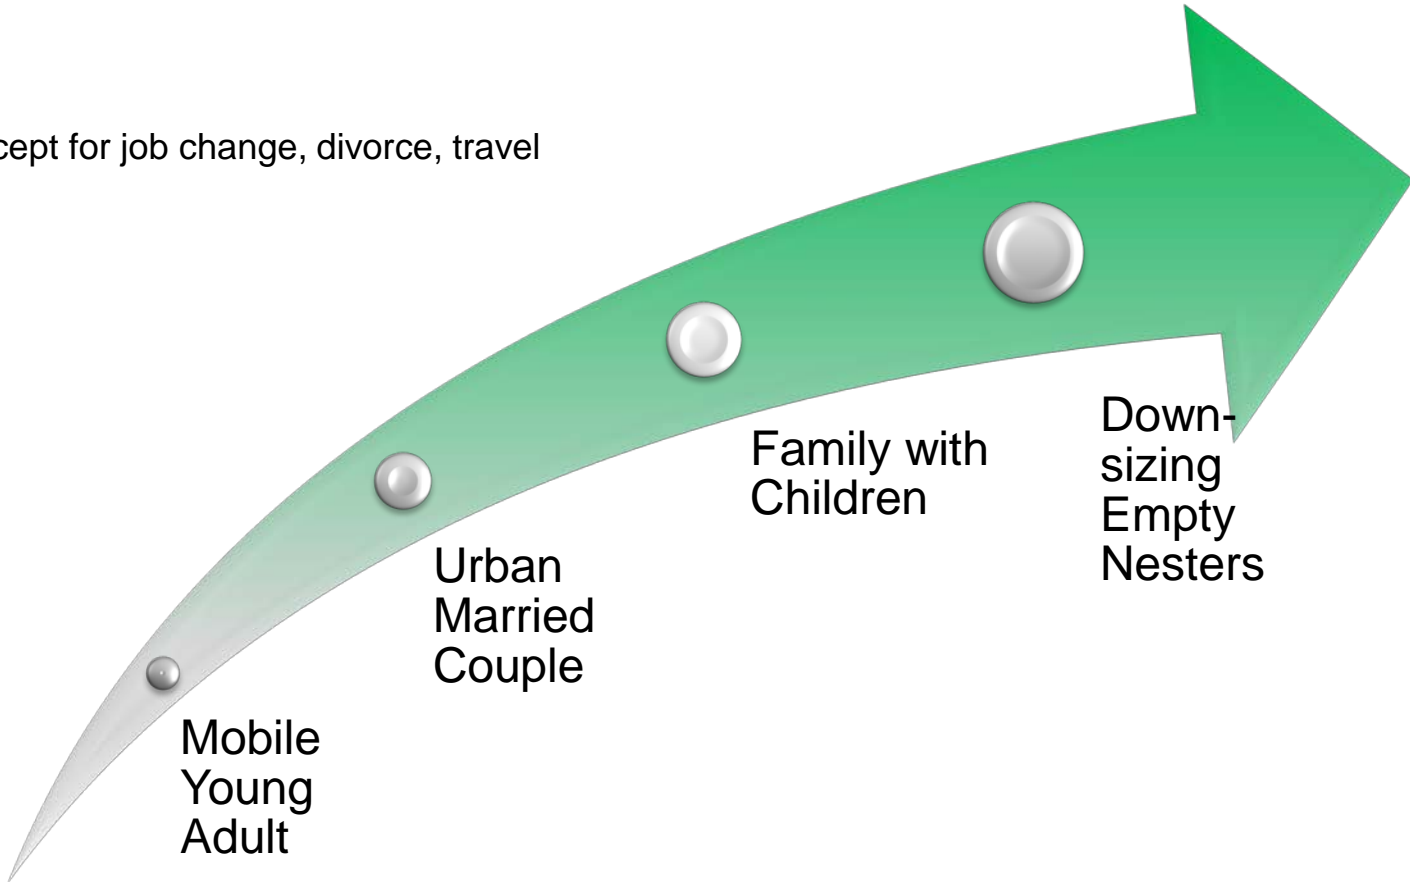 cept for job change, divorce, travel
Down-
sizing
Empty
Nesters
Family with
Children
Urban
Married
Couple
Mobile
Young
Adult